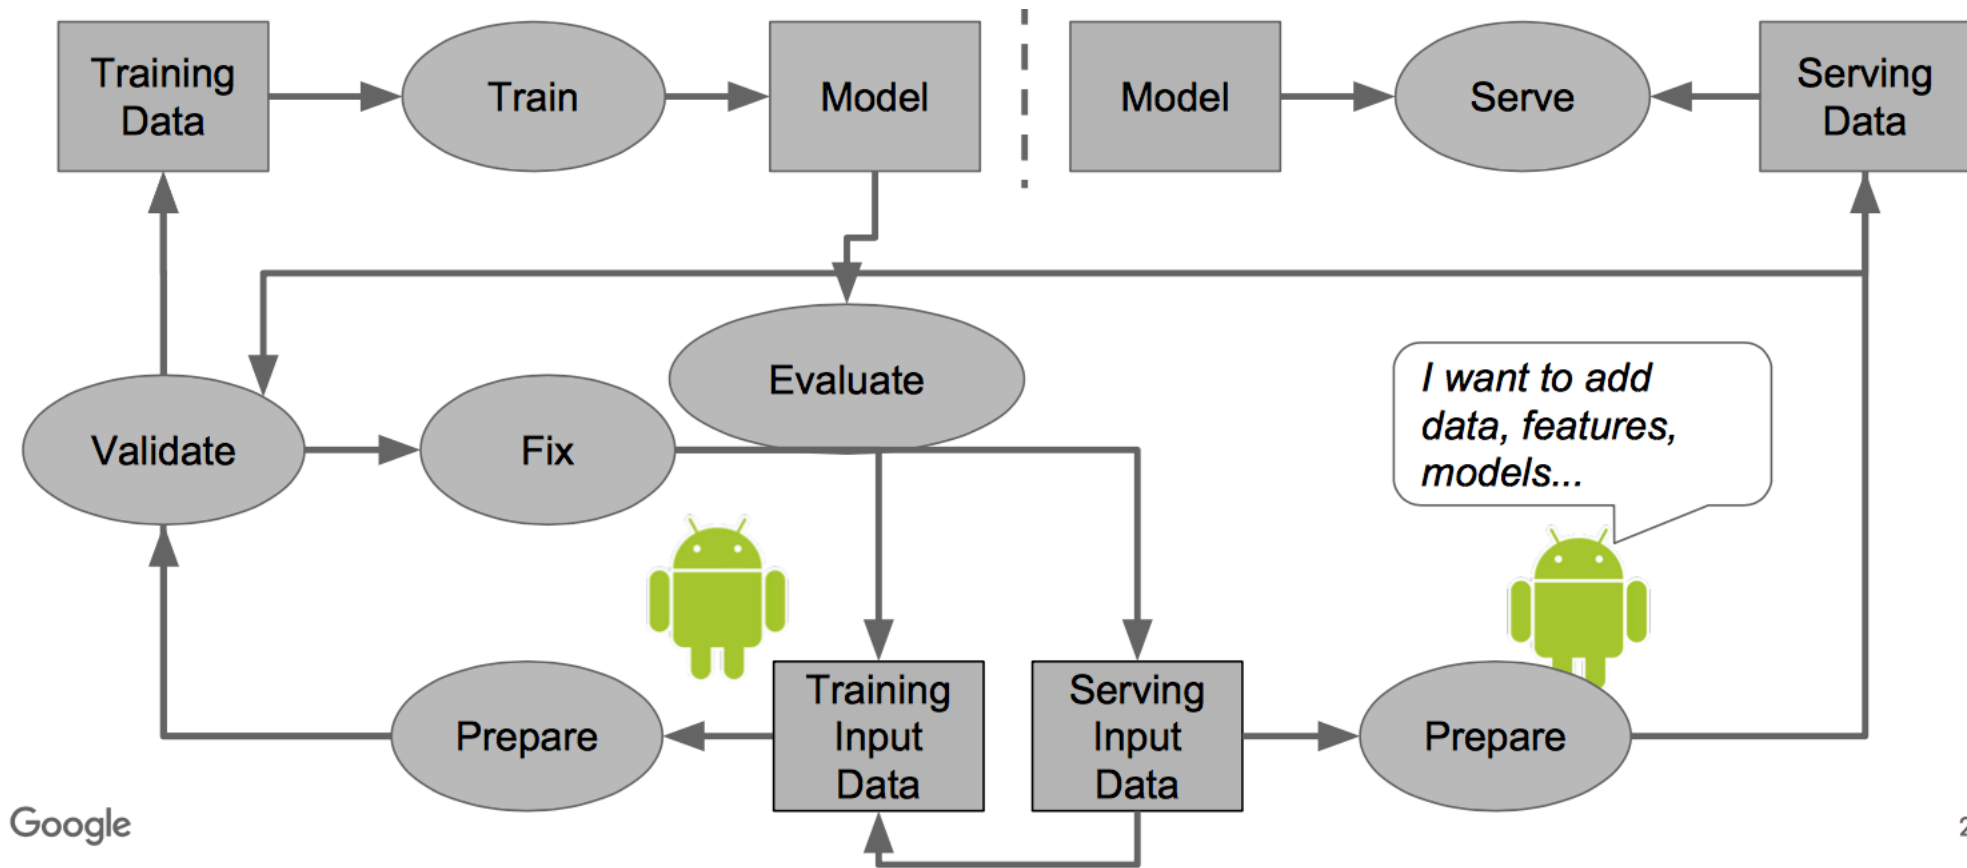 Training
Data
Train
Model
Model
Serve
Serving
Data
Evaluate
Validate
Fix
I want to add
data, features,
models...
Prepare
Training
Input
Data
Serving
Input
Data
Prepare
Google